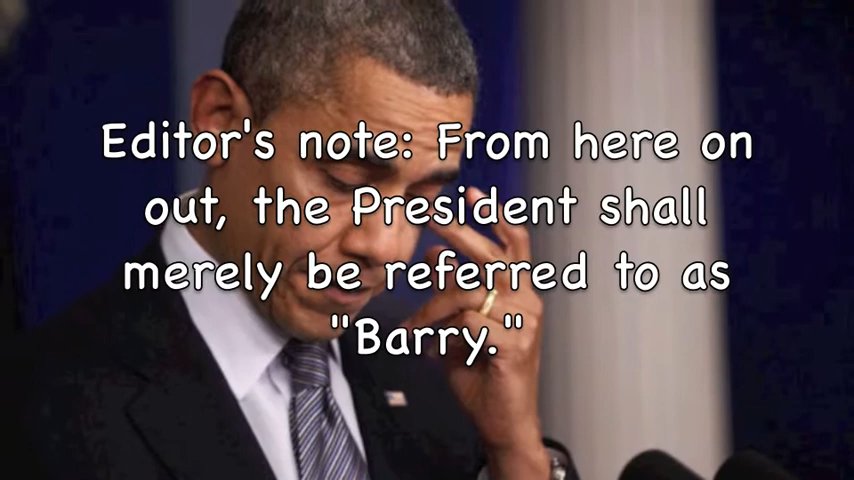 Editor's note: From here on
out, the President shall
merely be referred to as
"Barry."